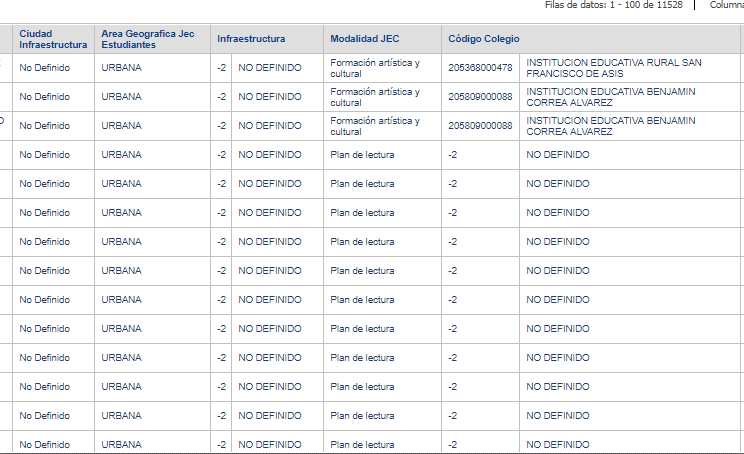 Filas de datos: 1 - 100 de 11528 | Columna
Ciudad Infraestructura Area Geografica Jec Estudiantes Infraestructura Modalidad JEC Código Colegio
No Definido URBANA -2 NO DEFINIDO Formación artística y cultural 205368000478 INSTITUCION EDUCATIVA RURAL SAN FRANCISCO DE ASIS
No Definido URBANA -2 NO DEFINIDO Formación artística y cultural 205809000088 INSTITUCION EDUCATIVA BENJAMIN CORREA ALVAREZ
O No Definido URBANA -2 NO DEFINIDO Formación artística y cultural 205809000088 INSTITUCION EDUCATIVA BENJAMIN CORREA ALVAREZ
No Definido URBANA -2 NO DEFINIDO Plan de lectura -2 NO DEFINIDO
No Definido URBANA -2 NO DEFINIDO Plan de lectura -2 NO DEFINIDO
No Definido URBANA -2 NO DEFINIDO Plan de lectura -2 NO DEFINIDO
No Definido URBANA -2 NO DEFINIDO Plan de lectura -2 NO DEFINIDO
No Definido URBANA -2 NO DEFINIDO Plan de lectura -2 NO DEFINIDO
No Definido URBANA -2 NO DEFINIDO Plan de lectura -2 NO DEFINIDO
No Definido URBANA -2 NO DEFINIDO Plan de lectura -2 NO DEFINIDO
No Definido URBANA -2 NO DEFINIDO Plan de lectura -2 NO DEFINIDO
No Definido URBANA -2 NO DEFINIDO Plan de lectura -2 NO DEFINIDO
No Definido URBANA -2 NO DEFINIDO Plan de lectura -2 NO DEFINIDO
No Definido URBANA -2 NO DEFINIDO Plan de lectura -2 NO DEFINIDO